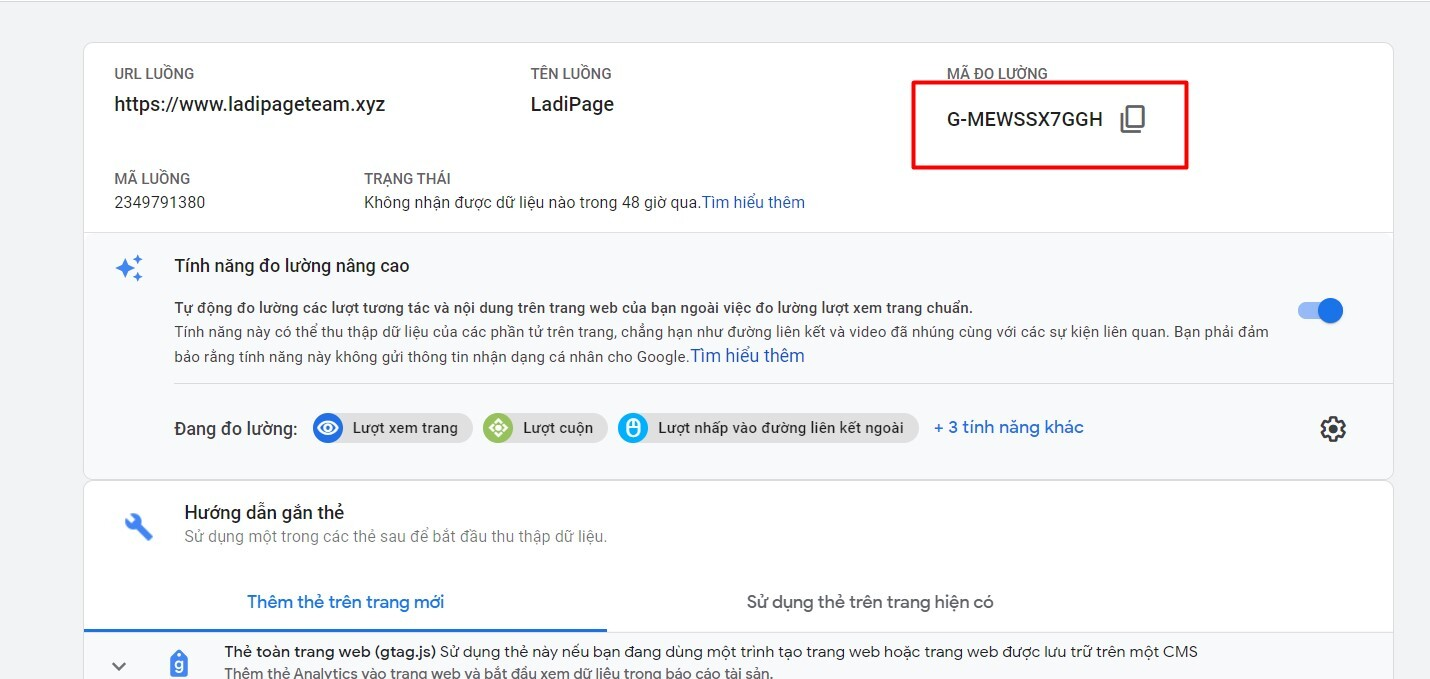 URL LUỒNG
TÊN LUỒNG
MÃ ĐO LƯỜNG
https://www.ladipageteam.xyz
LadiPage
G-MEWSSX7GGH
MÃ LUỒNG
TRẠNG THÁI
2349791380
Không nhận được dữ liệu nào trong 48 giờ qua.Tìm hiểu thêm
Tính năng đo lường nâng cao
Tự động đo lường các lượt tương tác và nội dung trên trang web của bạn ngoài việc đo lường lượt xem trang chuẩn.
Tính năng này có thể thu thập dữ liệu của các phần tử trên trang, chẳng hạn như đường liên kết và video đã nhúng cùng với các sự kiện liên quan. Bạn phải đảm
bảo rằng tính năng này không gửi thông tin nhận dạng cá nhân cho Google.Tìm hiểu thêm
Đang đo lường:
Lượt xem trang
Lượt cuộn
Lượt nhấp vào đường liên kết ngoài
+ 3 tính năng khác
Hướng dẫn gắn thẻ
Sử dụng một trong các thẻ sau để bắt đầu thu thập dữ liệu.
Thêm thẻ trên trang mới
Sử dụng thẻ trên trang hiện có
g
Thẻ toàn trang web (gtag.js) Sử dụng thẻ này nếu bạn đang dùng một trình tạo trang web hoặc trang web được lưu trữ trên một CMS
Thêm thẻ Analytics vào trang web và bắt đầu xem dữ liệu trong báo cáo tài sản.